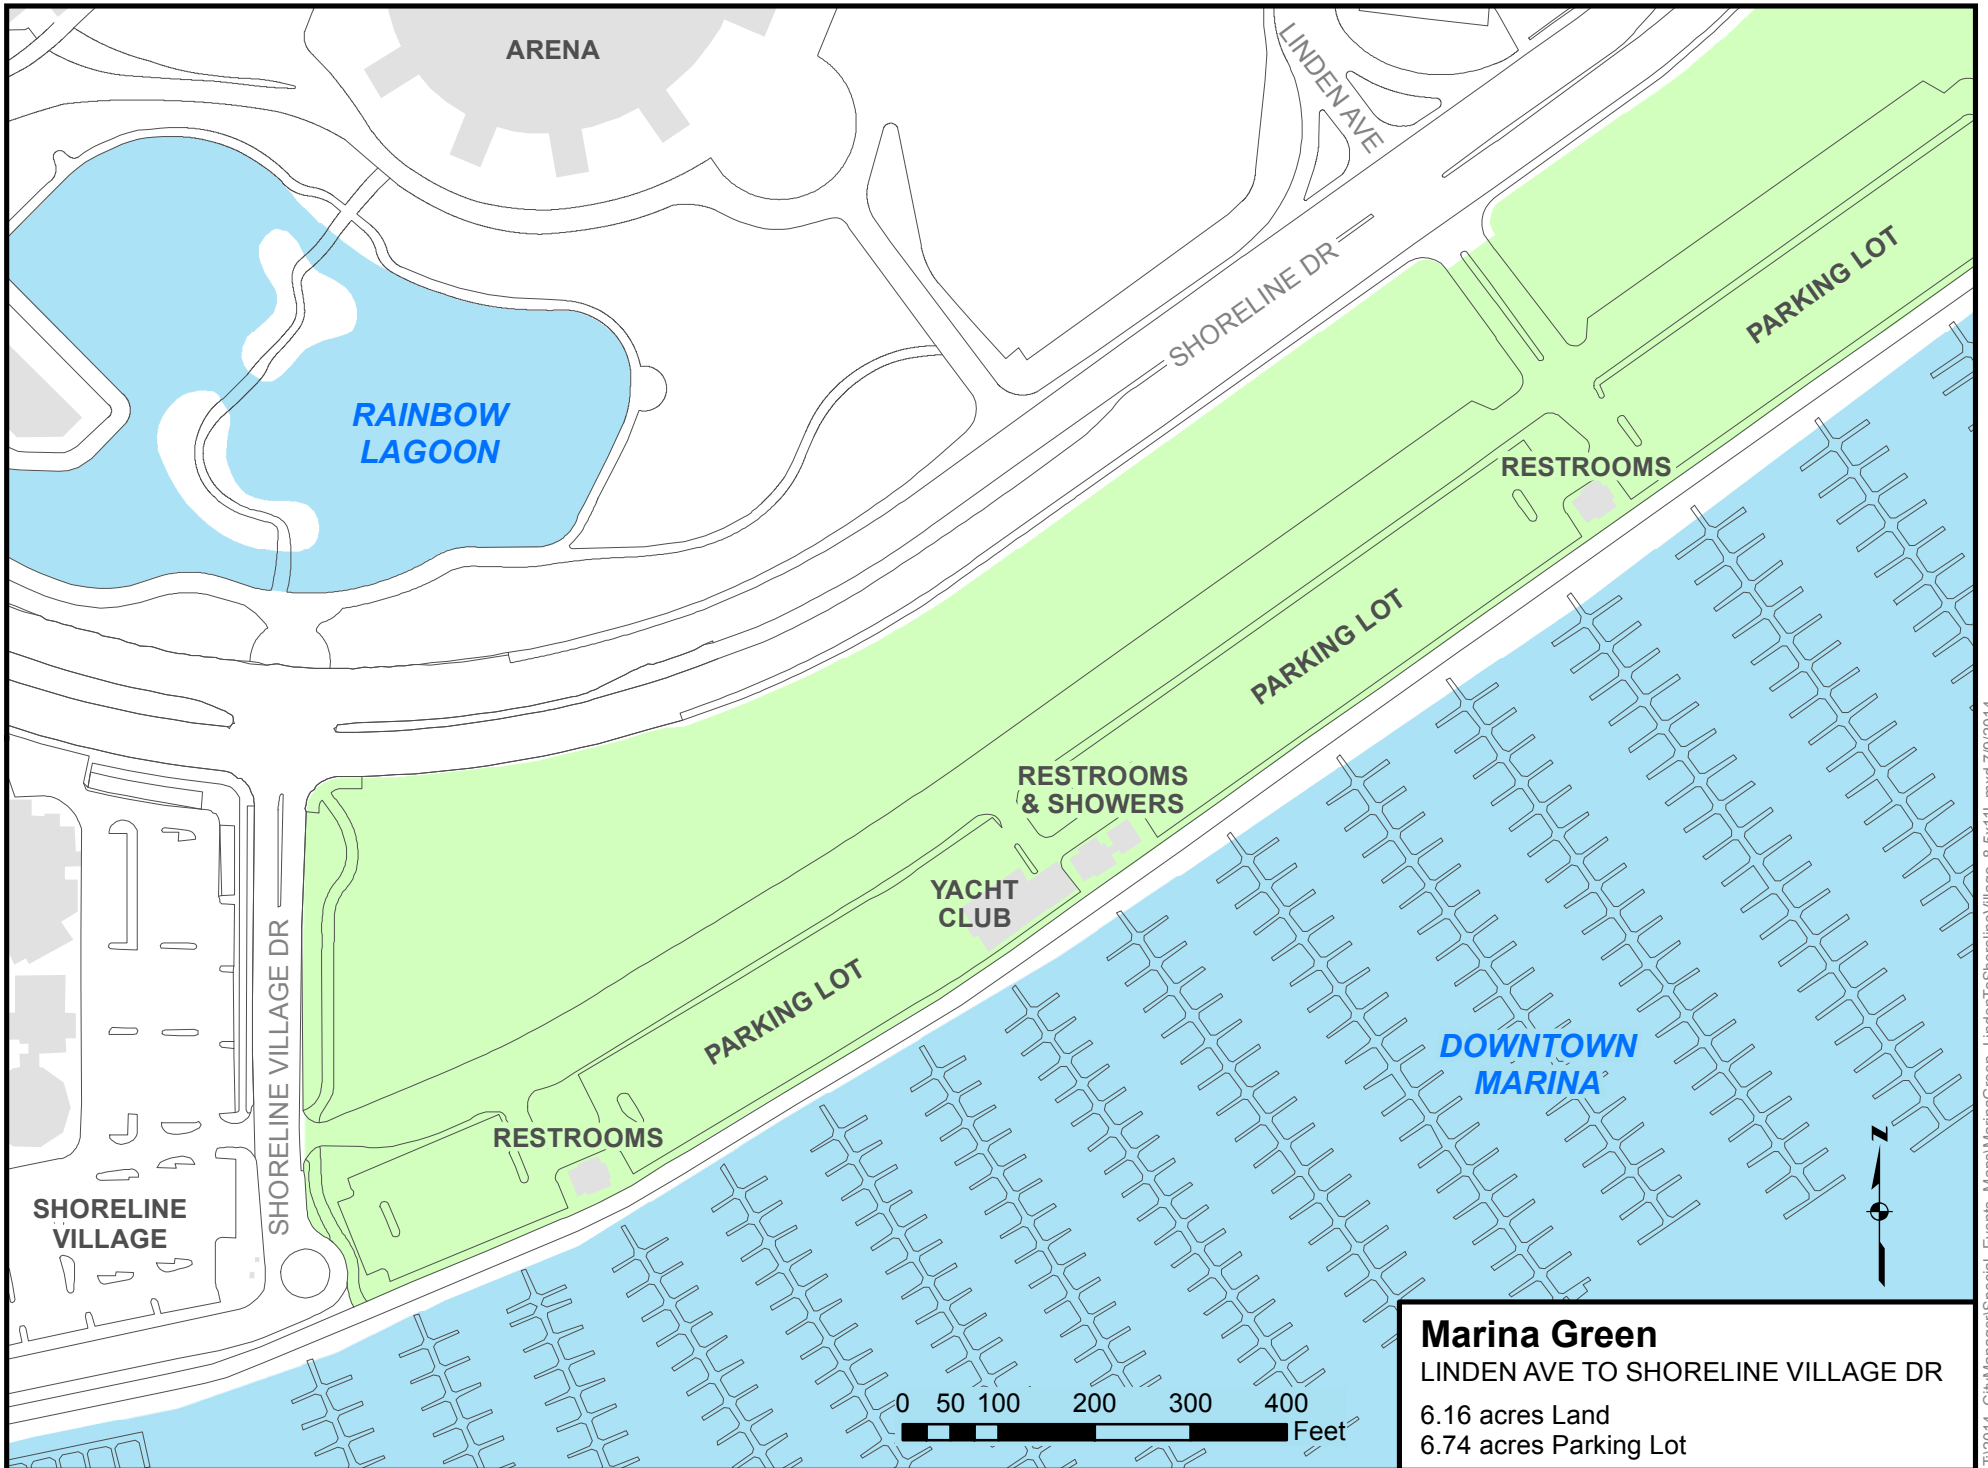 ARENA
LINDEN AVE
SHORELINE DR
PARKING LOT
RAINBOW
LAGOON
RESTROOMS
PARKING LOT
RESTROOMS
& SHOWERS
YACHT
CLUB
PARKING LOT
SHORELINE VILLAGE DR
DOWNTOWN
MARINA
RESTROOMS
SHORELINE
VILLAGE
N
0 50 100 200 300 400
Feet
Marina Green
LINDEN AVE TO SHORELINE VILLAGE DR
6.16 acres Land
6.74 acres Parking Lot